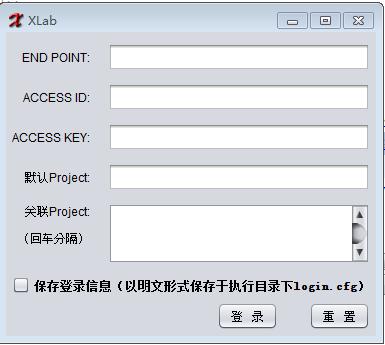 XLab
END POINT:
ACCESS ID:
ACCESS KEY:
默认Project:
关联Project:
（回车分隔）
保存登录信息（以明文形式保存于执行目录下login.cfg）
登 录
重 置